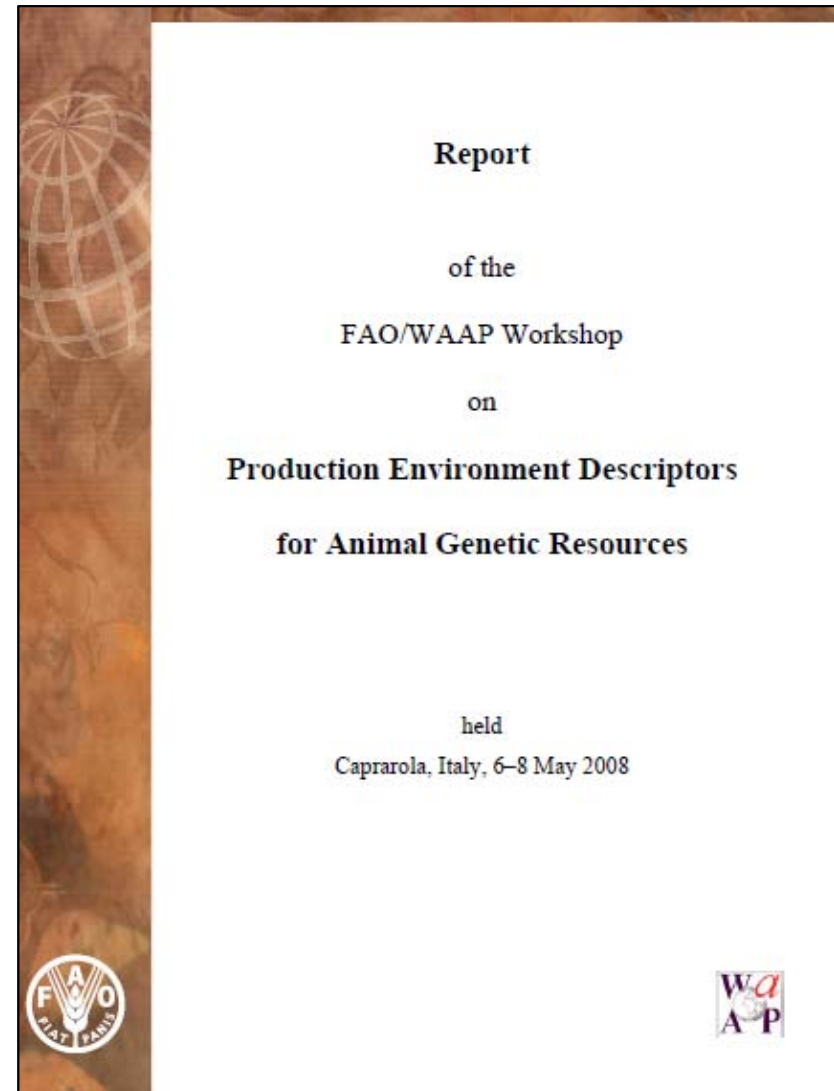 Report
of the
FAO/WAAP Workshop
on
Production Environment Descriptors
for Animal Genetic Resources
held
Caprarola, Italy, 6–8 May 2008
F A O
FIAT PANIS
W a
A P